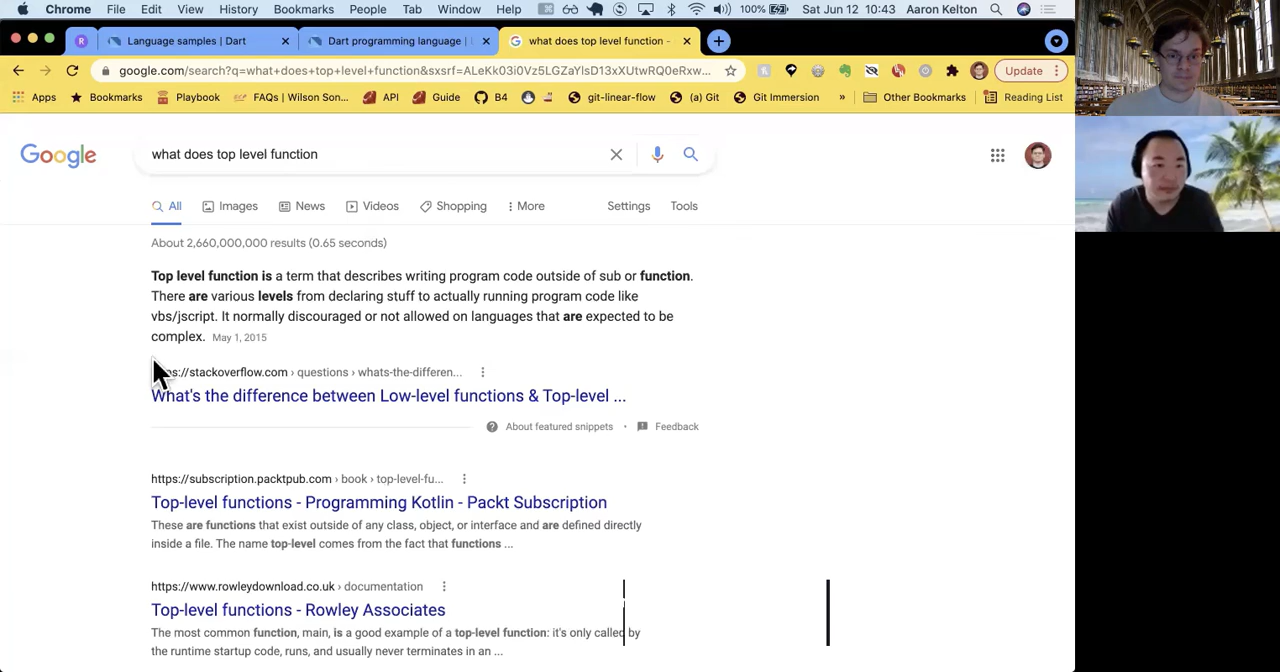 Chrome File Edit View History Bookmarks People Tab Window Help 100% Sat Jun 12 10:43 Aaron Kelton
R Language samples | Dart Dart programming language | what does top level function -
google.com/search?q=what+does+top+level+function&sxsrf=ALeKk03i0Vz5LGZaYlsD13xXUtwRQ0eRxw... Update
Apps Bookmarks Playbook FAQs | Wilson Son... API Guide B4 git-linear-flow (a) Git Git Immersion » Other Bookmarks Reading List
Google what does top level function
All Images News Videos Shopping More Settings Tools
About 2,660,000,000 results (0.65 seconds)
Top level function is a term that describes writing program code outside of sub or function.
There are various levels from declaring stuff to actually running program code like
vbs/jscript. It normally discouraged or not allowed on languages that are expected to be
complex. May 1, 2015
s://stackoverflow.com › questions › whats-the-differen...
What's the difference between Low-level functions & Top-level ...
About featured snippets • Feedback
https://subscription.packtpub.com › book › top-level-fu...
Top-level functions - Programming Kotlin - Packt Subscription
These are functions that exist outside of any class, object, or interface and are defined directly
inside a file. The name top-level comes from the fact that functions ...
https://www.rowleydownload.co.uk › documentation
Top-level functions - Rowley Associates
The most common function, main, is a good example of a top-level function: it's only called by
the runtime startup code, runs, and usually never terminates in an ...